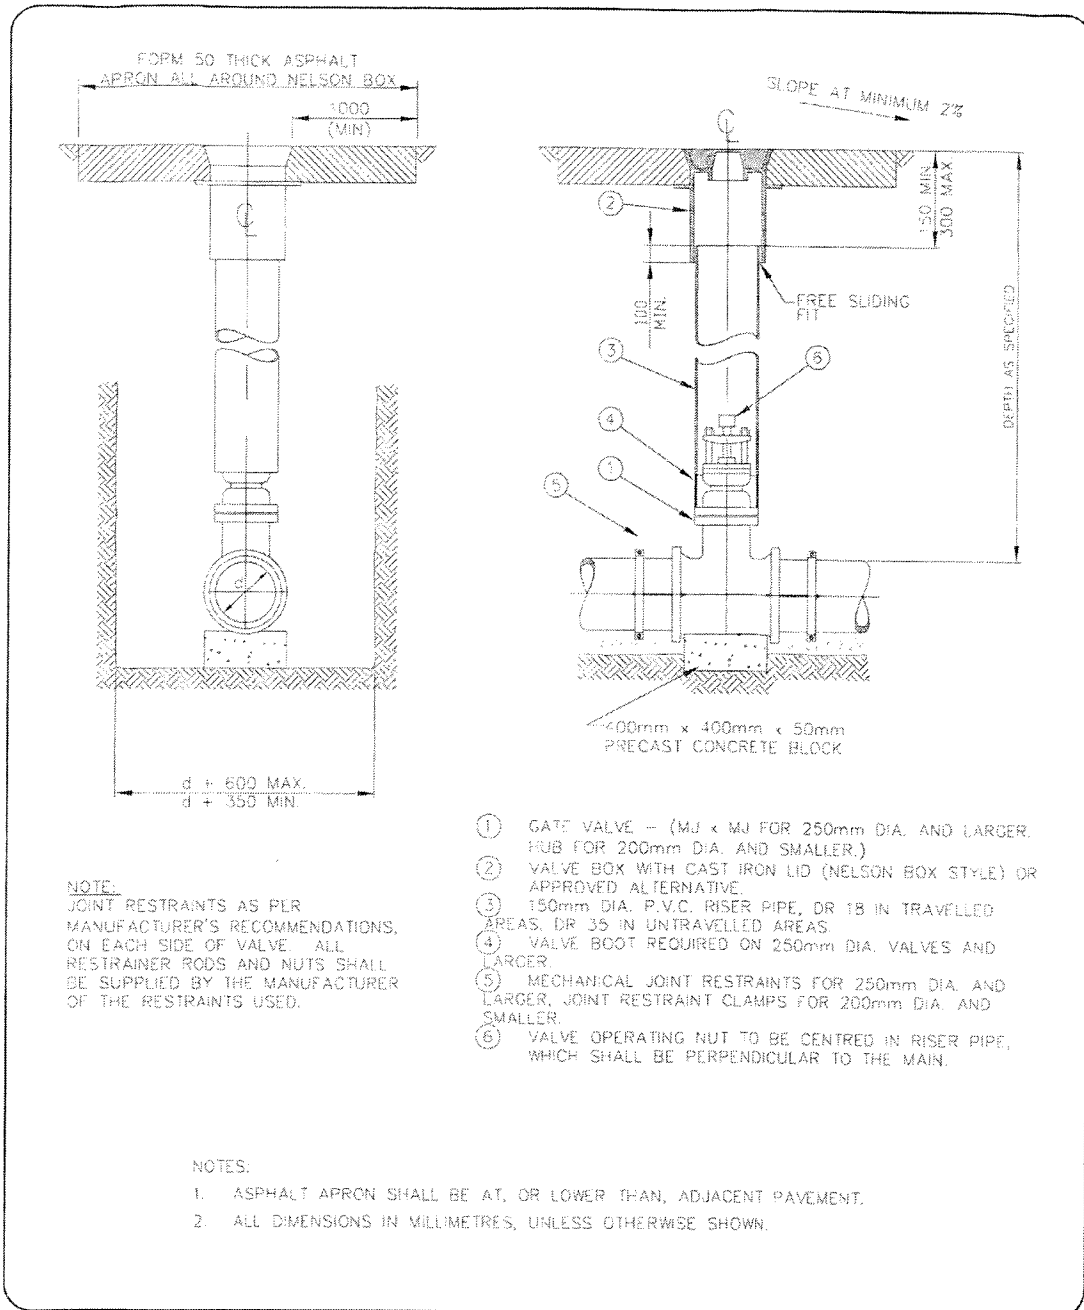 FORM 50 THICK ASPHALT
APRON ALL AROUND NELSON BOX
1000
(MIN)
℄
d
d + 600 MAX.
d + 350 MIN.
SLOPE AT MINIMUM 2%
℄
2
150 MIN
300 MAX.
100
MIN.
FREE SLIDING
FIT
3
6
DEPTH AS SPECIFIED
4
1
5
400mm x 400mm x 50mm
PRECAST CONCRETE BLOCK
NOTE:
JOINT RESTRAINTS AS PER
MANUFACTURER'S RECOMMENDATIONS,
ON EACH SIDE OF VALVE. ALL
RESTRAINER RODS AND NUTS SHALL
BE SUPPLIED BY THE MANUFACTURER
OF THE RESTRAINTS USED.
1 GATE VALVE - (MJ x MJ FOR 250mm DIA. AND LARGER.
HUB FOR 200mm DIA. AND SMALLER.)
2 VALVE BOX WITH CAST IRON LID (NELSON BOX STYLE) OR
APPROVED ALTERNATIVE.
3 150mm DIA. P.V.C. RISER PIPE, DR 18 IN TRAVELLED
AREAS, DR 35 IN UNTRAVELLED AREAS.
4 VALVE BOOT REQUIRED ON 250mm DIA. VALVES AND
LARGER.
5 MECHANICAL JOINT RESTRAINTS FOR 250mm DIA. AND
LARGER, JOINT RESTRAINT CLAMPS FOR 200mm DIA. AND
SMALLER.
6 VALVE OPERATING NUT TO BE CENTRED IN RISER PIPE,
WHICH SHALL BE PERPENDICULAR TO THE MAIN.
NOTES:
1. ASPHALT APRON SHALL BE AT, OR LOWER THAN, ADJACENT PAVEMENT.
2. ALL DIMENSIONS IN MILLIMETRES, UNLESS OTHERWISE SHOWN.